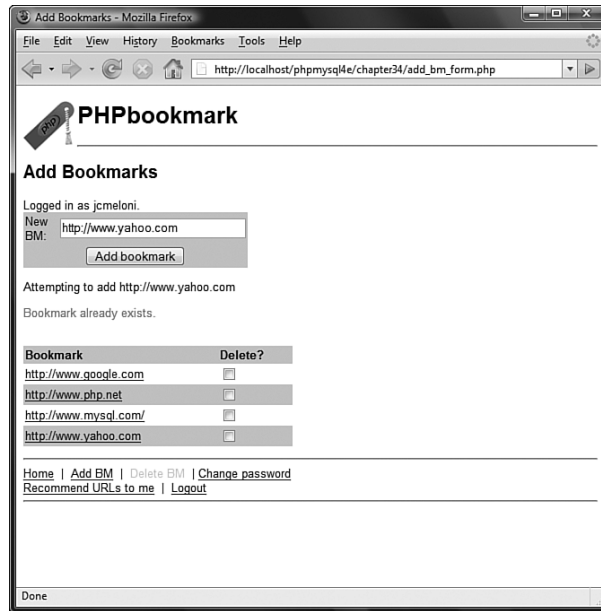 Add Bookmarks - Mozilla Firefox
File Edit View History Bookmarks Tools Help
http://localhost/phpmysql4e/chapter34/add_bm_form.php
php
PHPbookmark
Add Bookmarks
Logged in as jcmeloni.
New BM:
http://www.yahoo.com
Add bookmark
Attempting to add http://www.yahoo.com
Bookmark already exists.
Bookmark Delete?
http://www.google.com
http://www.php.net
http://www.mysql.com/
http://www.yahoo.com
Home | Add BM | Delete BM | Change password
Recommend URLs to me | Logout
Done